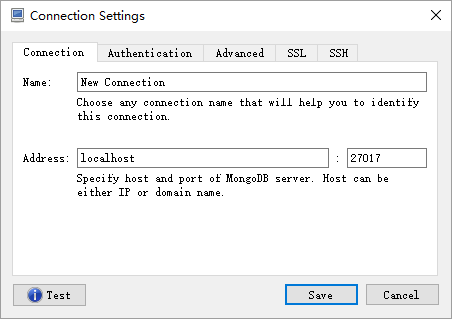 Connection Settings
Connection Authentication Advanced SSL SSH
Name: New Connection
Choose any connection name that will help you to identify
this connection.
Address: localhost : 27017
Specify host and port of MongoDB server. Host can be
either IP or domain name.
Test Save Cancel